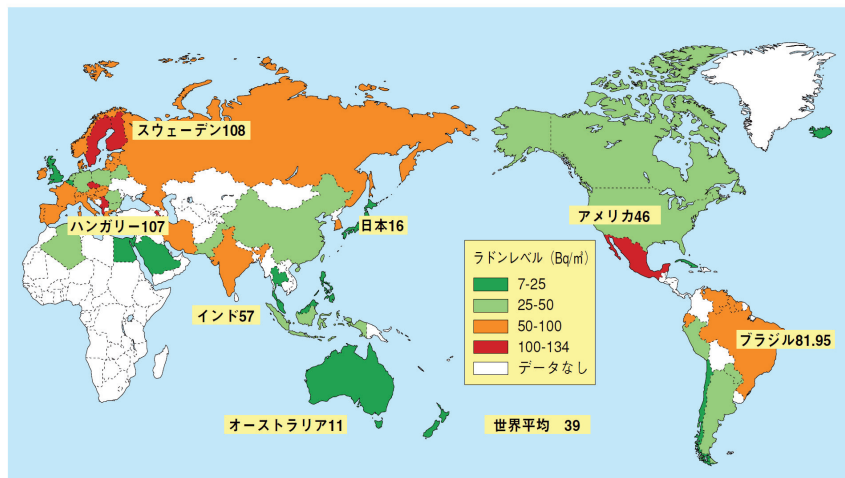 スウェーデン108
ハンガリー107
日本16
アメリカ46
ラドンレベル（Bq/㎥）
7-25
25-50
50-100
100-134
データなし
インド57
ブラジル81.95
オーストラリア11
世界平均　39